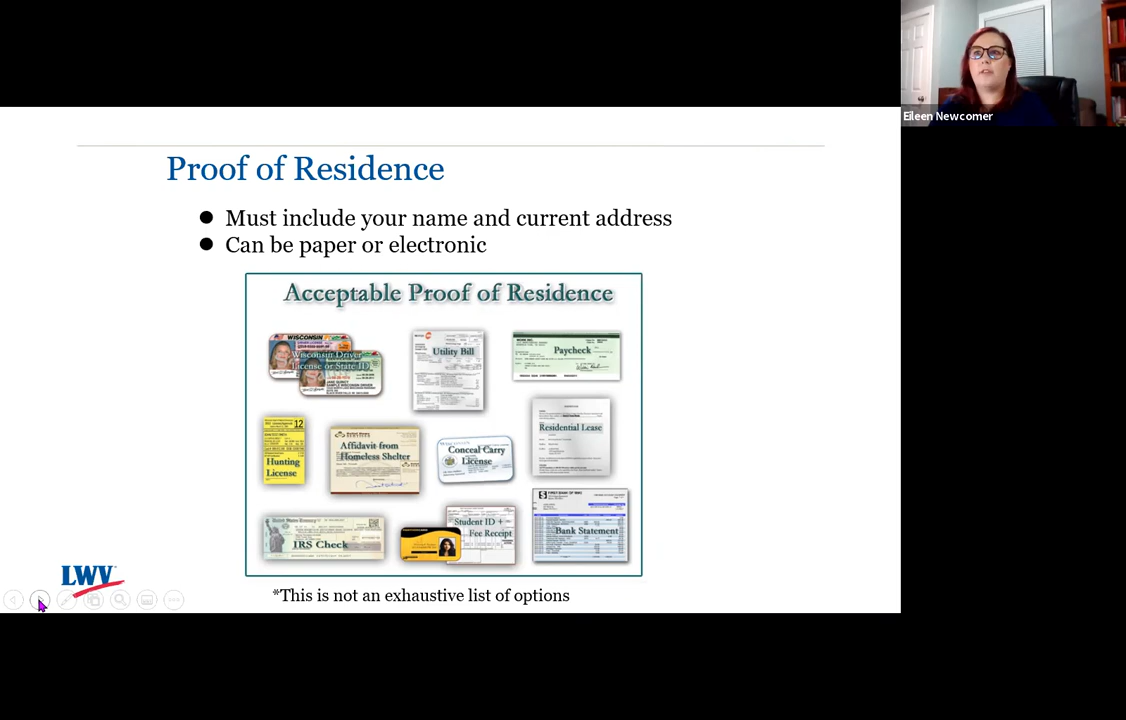 Eileen Newcomer
Proof of Residence
● Must include your name and current address
● Can be paper or electronic
Acceptable Proof of Residence
WISCONSIN
Wisconsin Driver
License or State ID
Utility Bill
Paycheck
12
Hunting
License
Affidavit from
Homeless Shelter
Conceal Carry
License
Residential Lease
IRS Check
Student ID +
Fee Receipt
Bank Statement
LWV
*This is not an exhaustive list of options